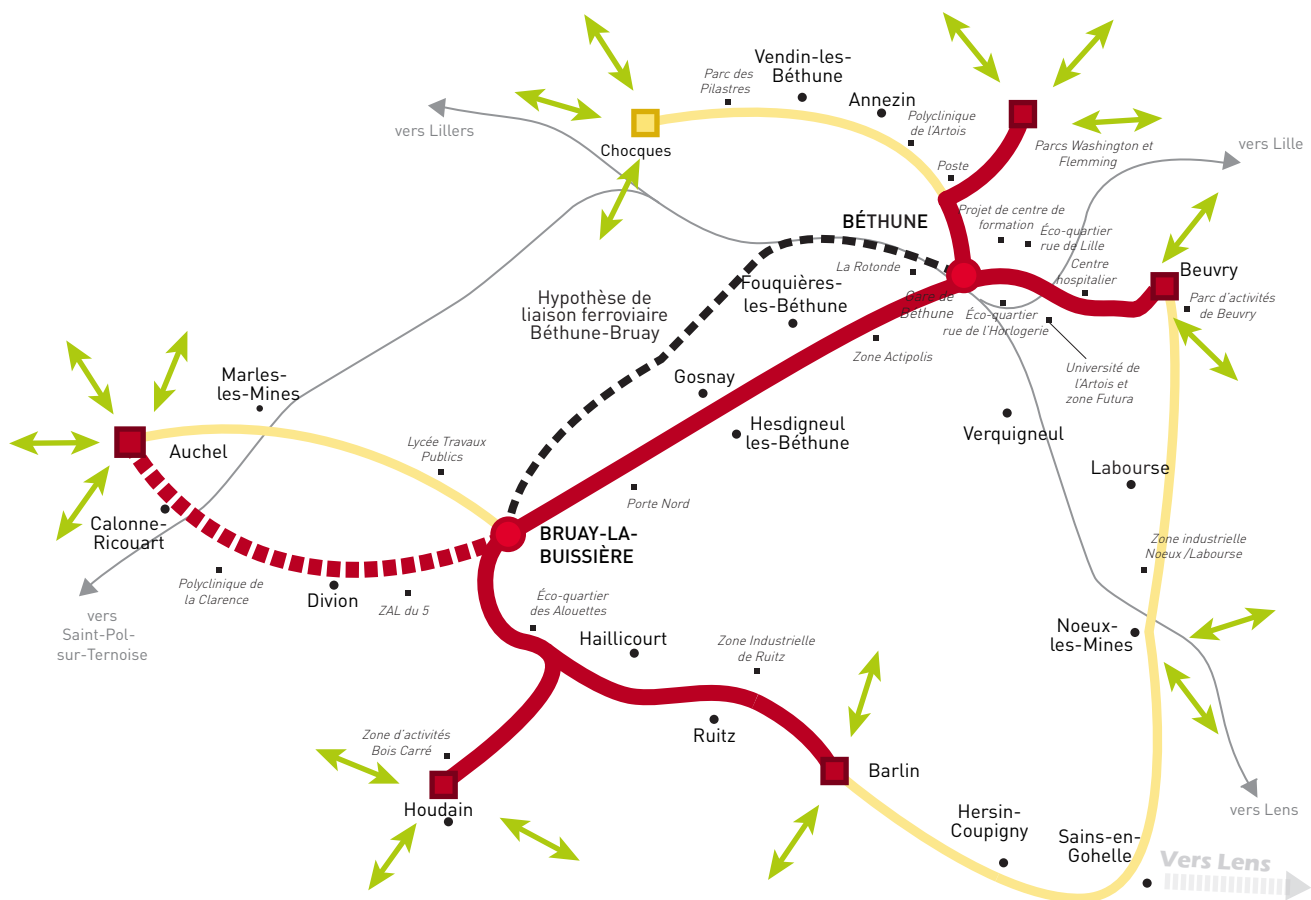 Vendin-les-
Béthune
Parc des
Pilastres
Annezin
Polyclinique
de l'Artois
vers Lillers
Chocques
Parcs Washington et
Flemming
vers Lille
Poste
BÉTHUNE
Projet de centre de
formation
Éco-quartier
rue de Lille
Centre
hospitalier
Beuvry
Parc d'activités
de Beuvry
La Rotonde
Fouquières-
les-Béthune
Gare de
Béthune
Éco-quartier
rue de l'Horlogerie
Hypothèse de
liaison ferroviaire
Béthune-Bruay
Zone Actipolis
Université de
l'Artois et
zone Futura
Marles-
les-Mines
Gosnay
Hesdigneul
les-Béthune
Verquigneul
Auchel
Lycée Travaux
Publics
Labourse
Porte Nord
Calonne-
Ricouart
BRUAY-LA-
BUISSIÈRE
Zone industrielle
Noeux /Labourse
Polyclinique de
la Clarence
Divion
ZAL du 5
Éco-quartier
des Alouettes
vers
Saint-Pol-
sur-Ternoise
Haillicourt
Zone Industrielle
de Ruitz
Noeux-
les-Mines
Zone d'activités
Bois Carré
Ruitz
Barlin
Houdain
Hersin-
Coupigny
Sains-en-
Gohelle
vers Lens
Vers Lens